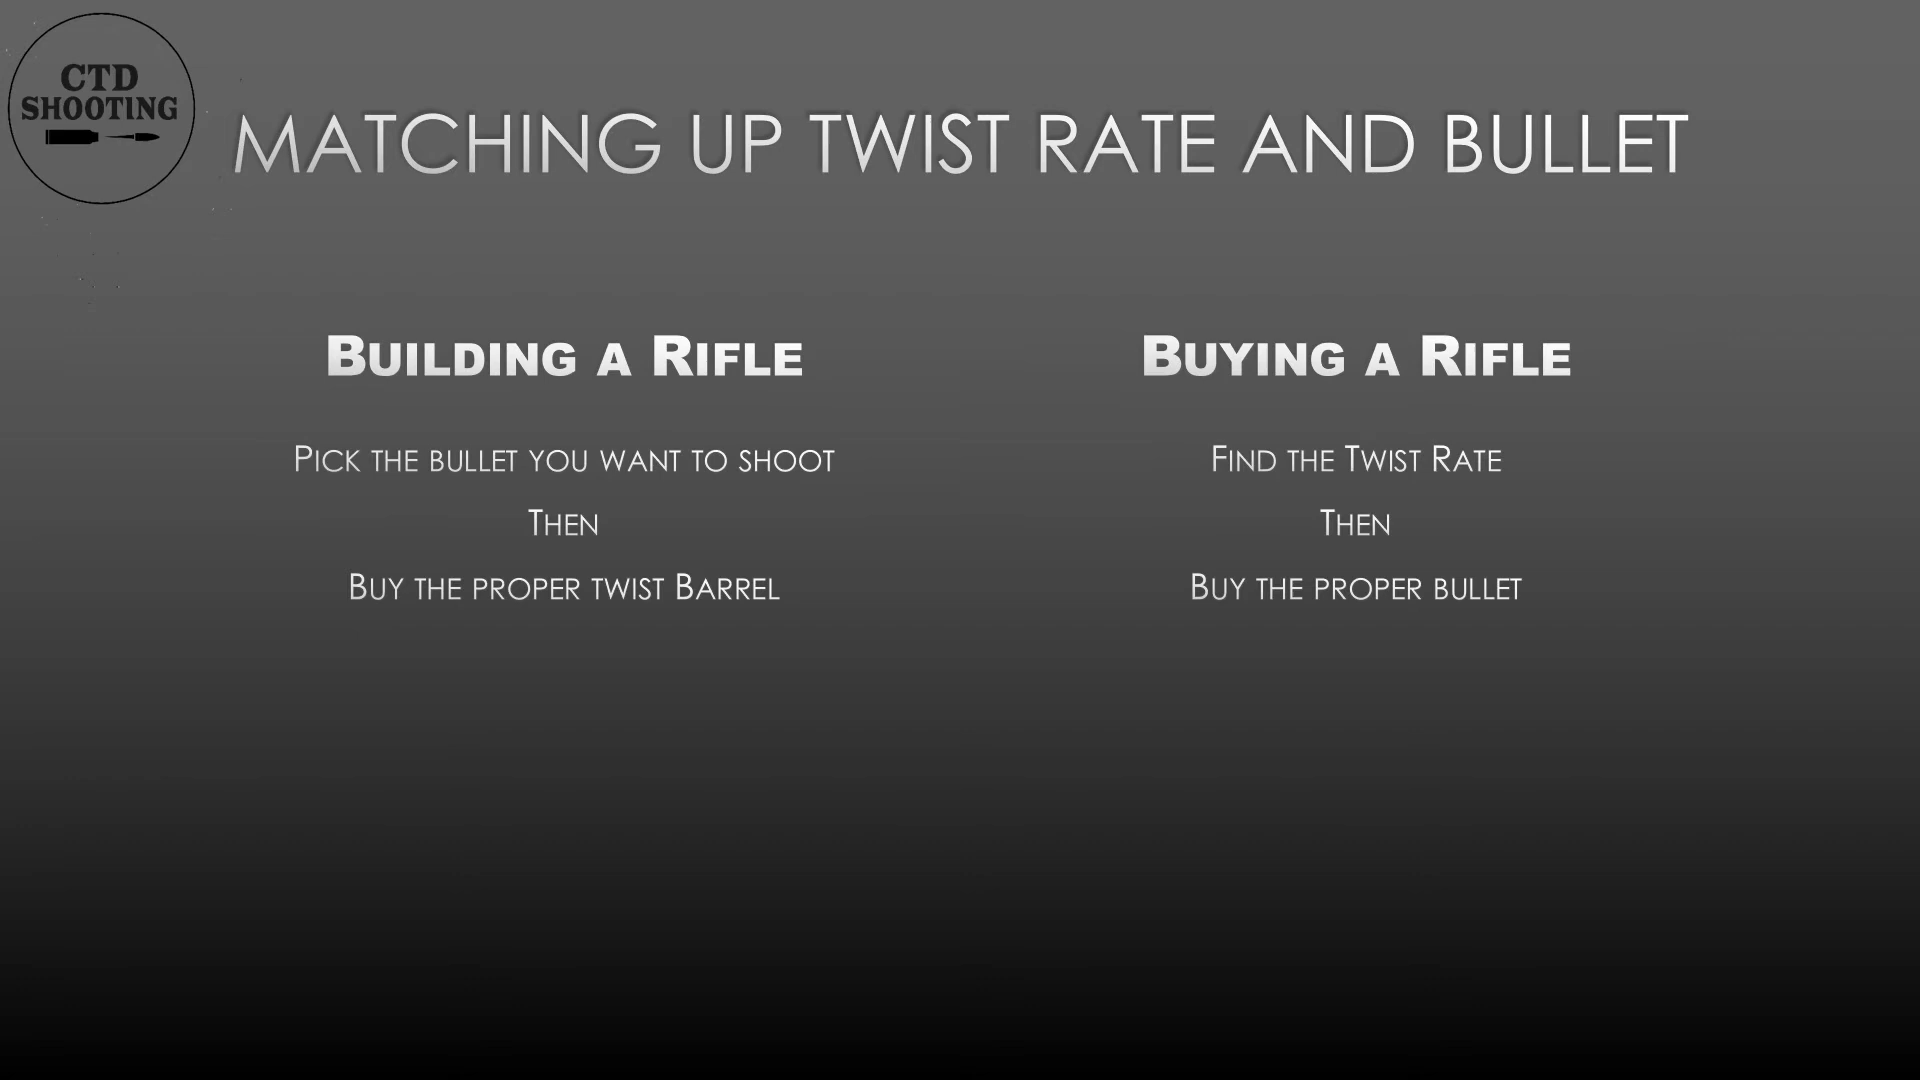 CTD
SHOOTING
MATCHING UP TWIST RATE AND BULLET
BUILDING A RIFLE
PICK THE BULLET YOU WANT TO SHOOT
THEN
BUY THE PROPER TWIST BARREL
BUYING A RIFLE
FIND THE TWIST RATE
THEN
BUY THE PROPER BULLET